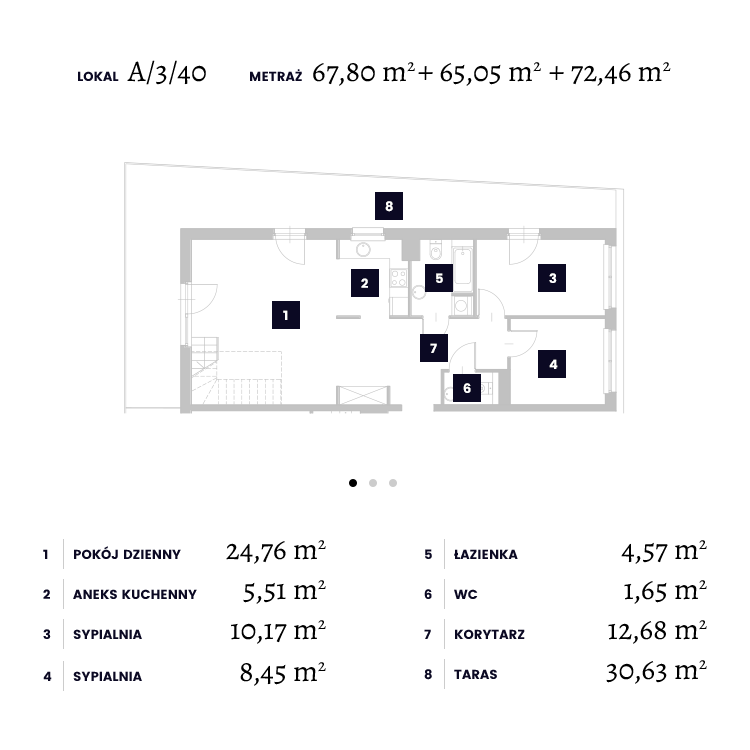 LOKAL A/3/40 METRAŻ 67,80 m² + 65,05 m² + 72,46 m²
8
2
5
3
1
7
4
6
1 POKÓJ DZIENNY 24,76 m²
2 ANEKS KUCHENNY 5,51 m²
3 SYPIALNIA 10,17 m²
4 SYPIALNIA 8,45 m²
5 ŁAZIENKA 4,57 m²
6 WC 1,65 m²
7 KORYTARZ 12,68 m²
8 TARAS 30,63 m²